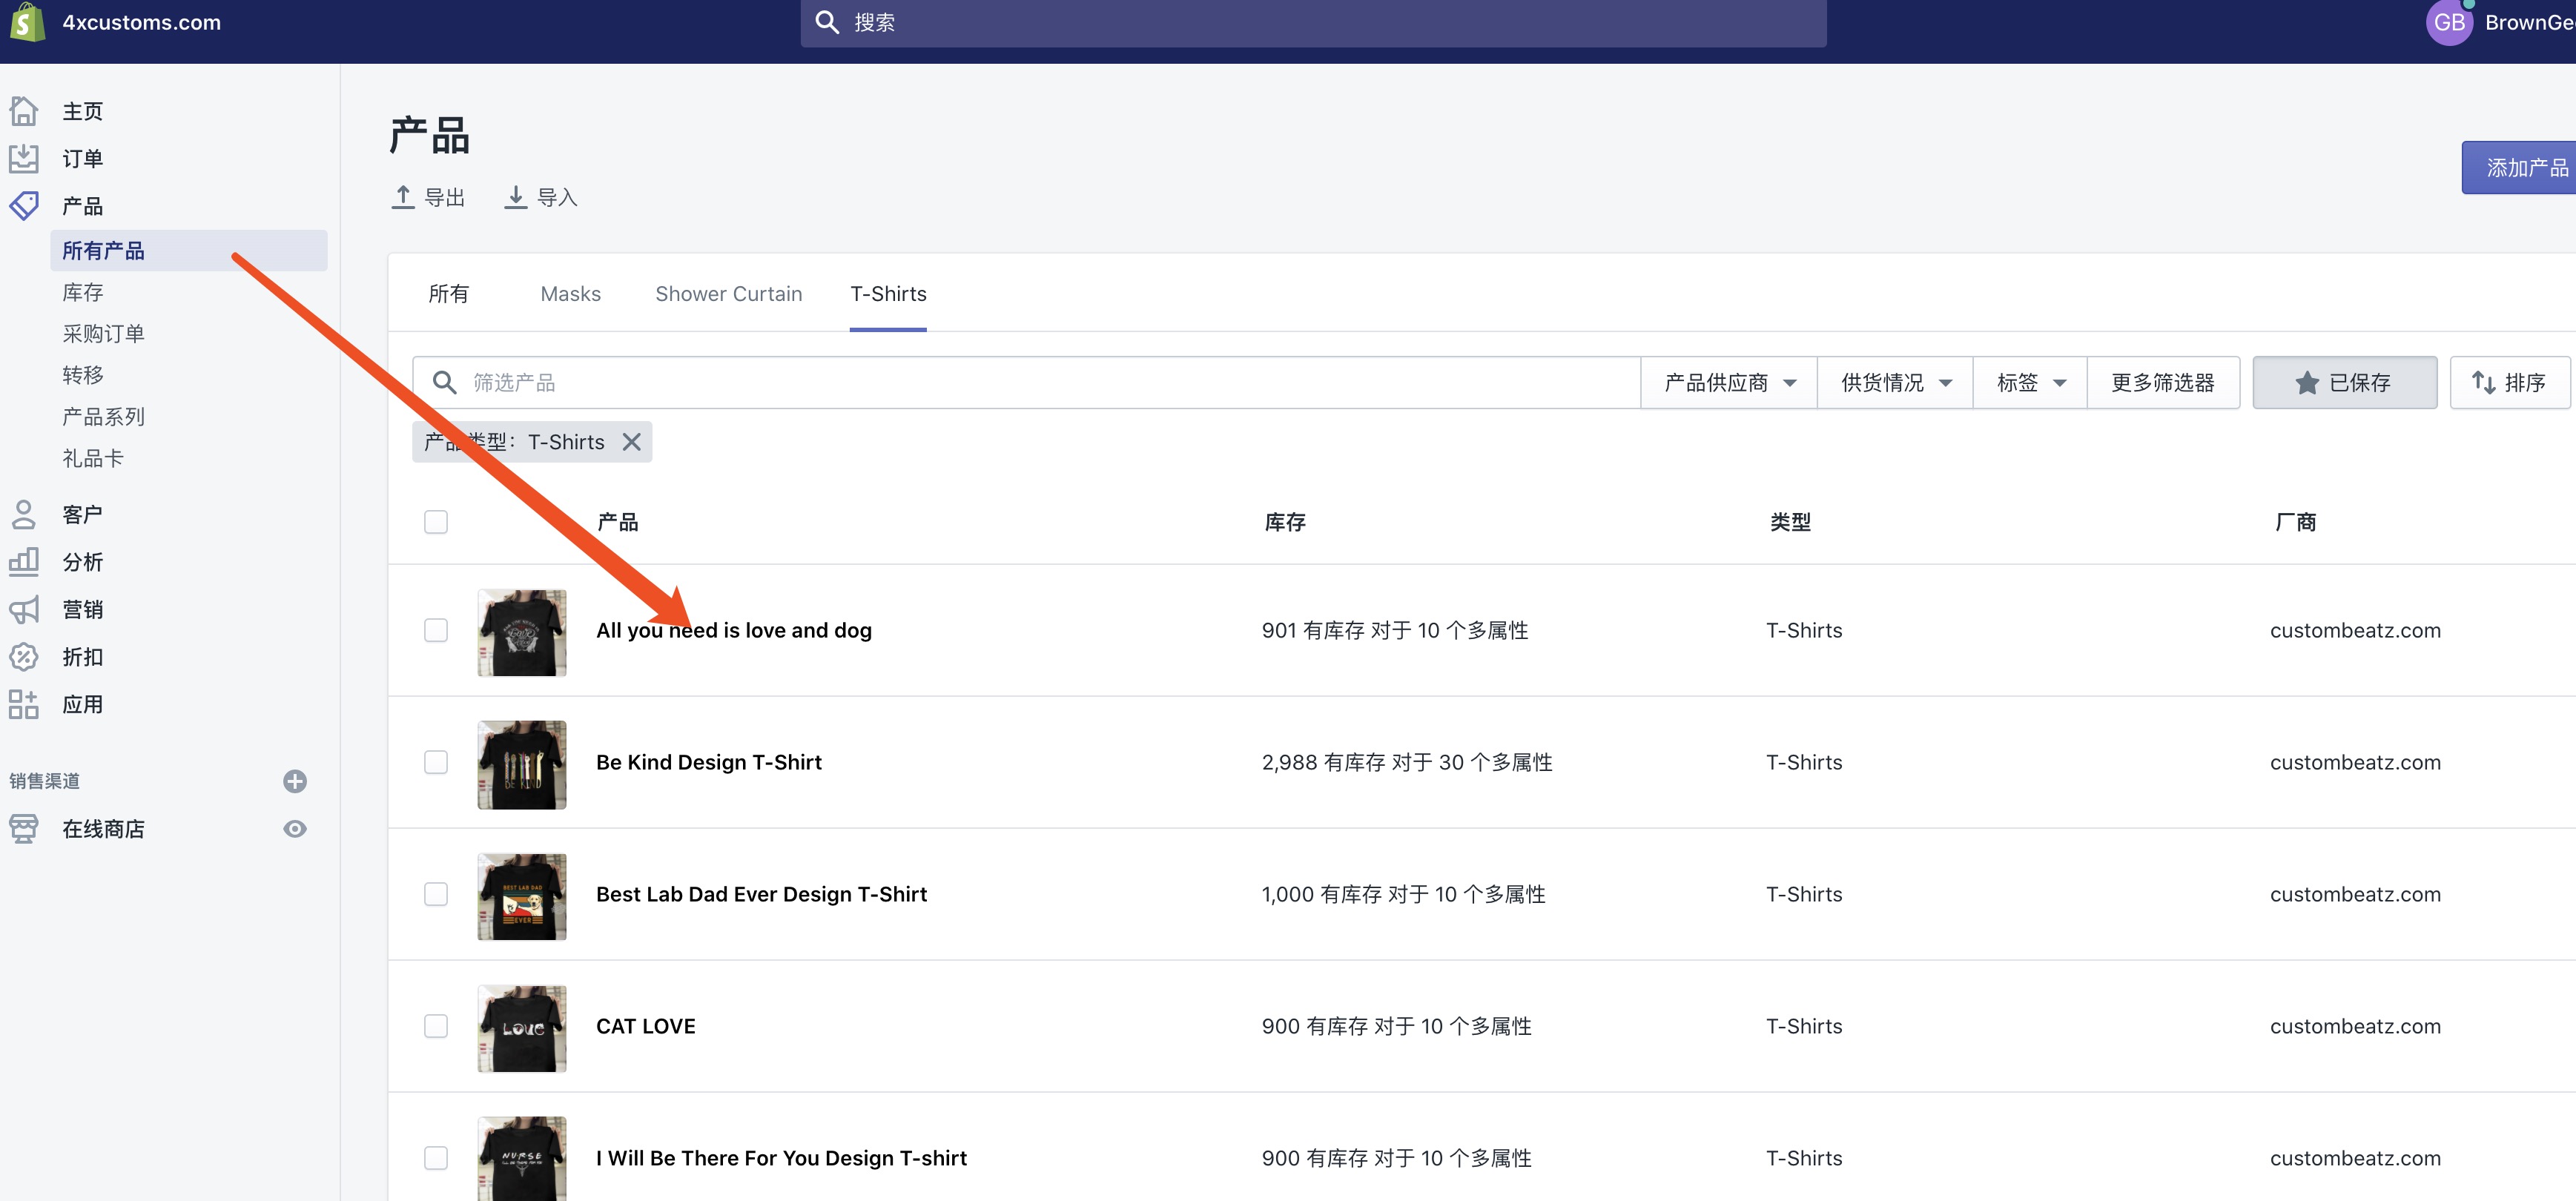 4xcustoms.com
搜索
GB
BrownGe
主页
订单
产品
所有产品
库存
采购订单
转移
产品系列
礼品卡
客户
分析
营销
折扣
应用
销售渠道
在线商店
产品
导出 导入
添加产品
所有 Masks Shower Curtain T-Shirts
筛选产品 产品供应商 供货情况 标签 更多筛选器 已保存 排序
产品类型： T-Shirts
产品 库存 类型 厂商
All you need is love and dog 901 有库存 对于 10 个多属性 T-Shirts custombeatz.com
BE KIND
Be Kind Design T-Shirt 2,988 有库存 对于 30 个多属性 T-Shirts custombeatz.com
BEST LAB DAD
EVER
Best Lab Dad Ever Design T-Shirt 1,000 有库存 对于 10 个多属性 T-Shirts custombeatz.com
LOVE
CAT LOVE 900 有库存 对于 10 个多属性 T-Shirts custombeatz.com
NURSE
I Will Be There For You Design T-shirt 900 有库存 对于 10 个多属性 T-Shirts custombeatz.com